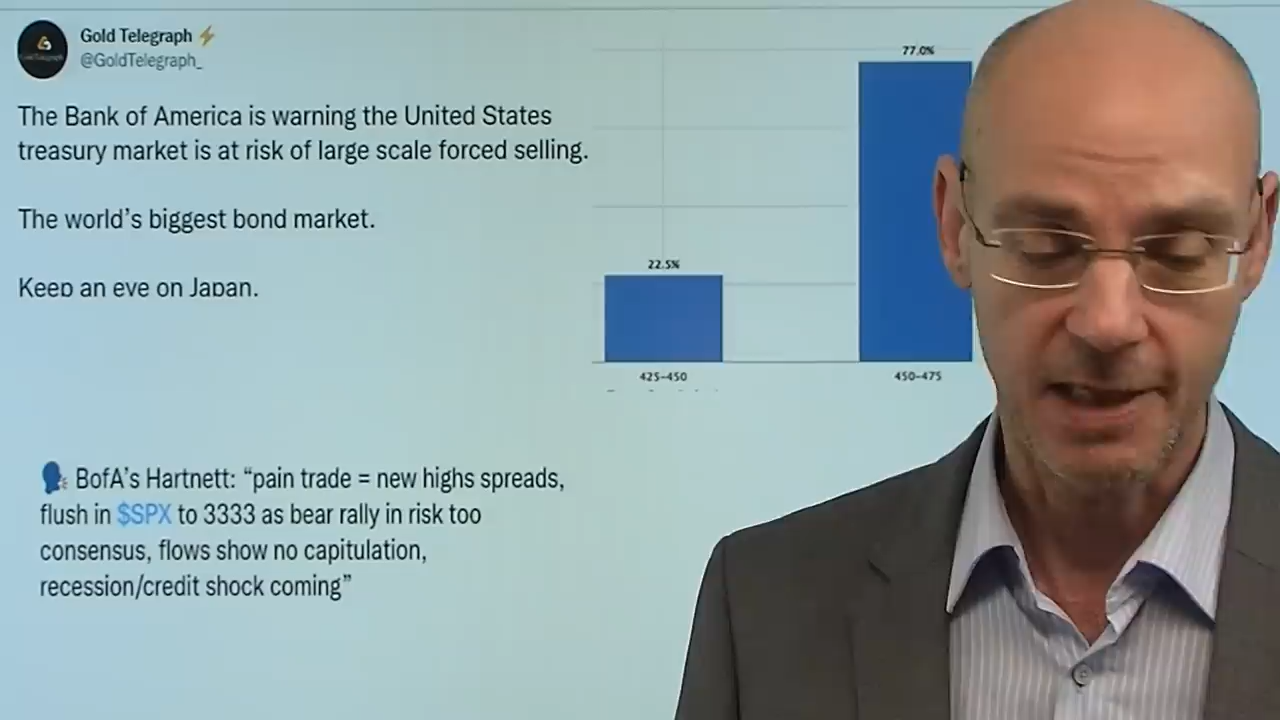 Gold Telegraph
@GoldTelegraph_
The Bank of America is warning the United States
treasury market is at risk of large scale forced selling.
The world's biggest bond market.
Keep an eye on Japan.
77.0%
22.5%
425-450
450-475
BofA's Hartnett: “pain trade = new highs spreads,
flush in $SPX to 3333 as bear rally in risk too
consensus, flows show no capitulation,
recession/credit shock coming”